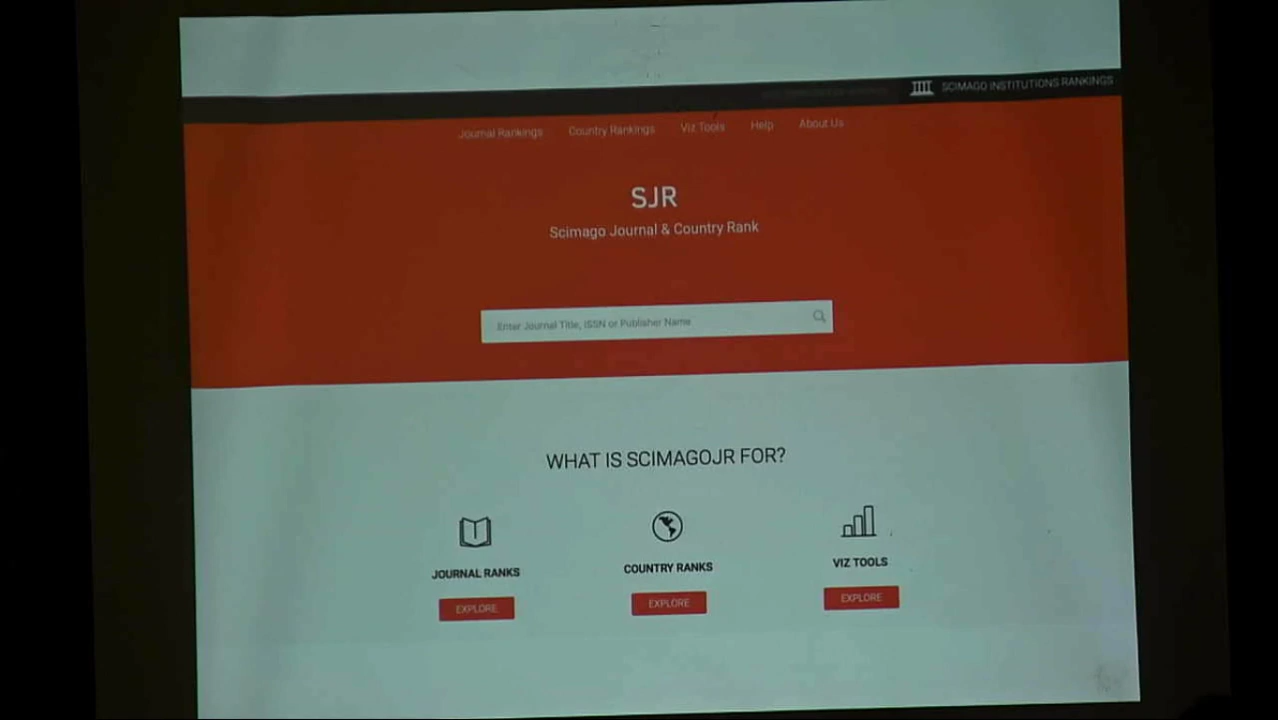 SCIMAGO INSTITUTIONS RANKINGS
Journal Rankings Country Rankings Viz Tools Help About Us
SJR
Scimago Journal & Country Rank
Enter Journal Title, ISSN or Publisher Name
WHAT IS SCIMAGOJR FOR?
JOURNAL RANKS COUNTRY RANKS VIZ TOOLS
EXPLORE EXPLORE EXPLORE